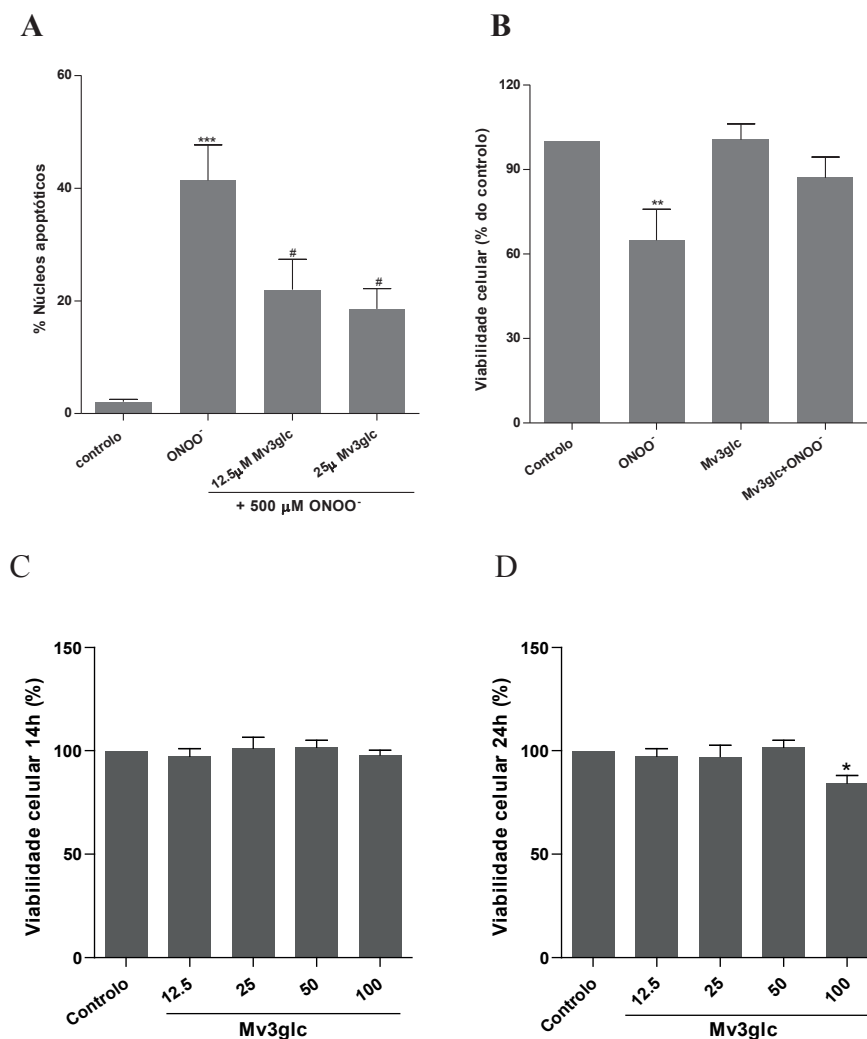 A
% Núcleos apoptóticos
60
40
20
0
***
#
#
controlo
ONOO-
12.5μM Mv3glc
25μ Mv3glc
+ 500 μM ONOO-
B
Viabilidade celular (% do controlo)
120
90
60
30
0
**
Controlo
ONOO-
Mv3glc
Mv3glc+ONOO-
C
Viabilidade celular 14h (%)
150
100
50
0
Controlo
12.5
25
50
100
Mv3glc
D
Viabilidade celular 24h (%)
150
100
50
0
*
Controlo
12.5
25
50
100
Mv3glc